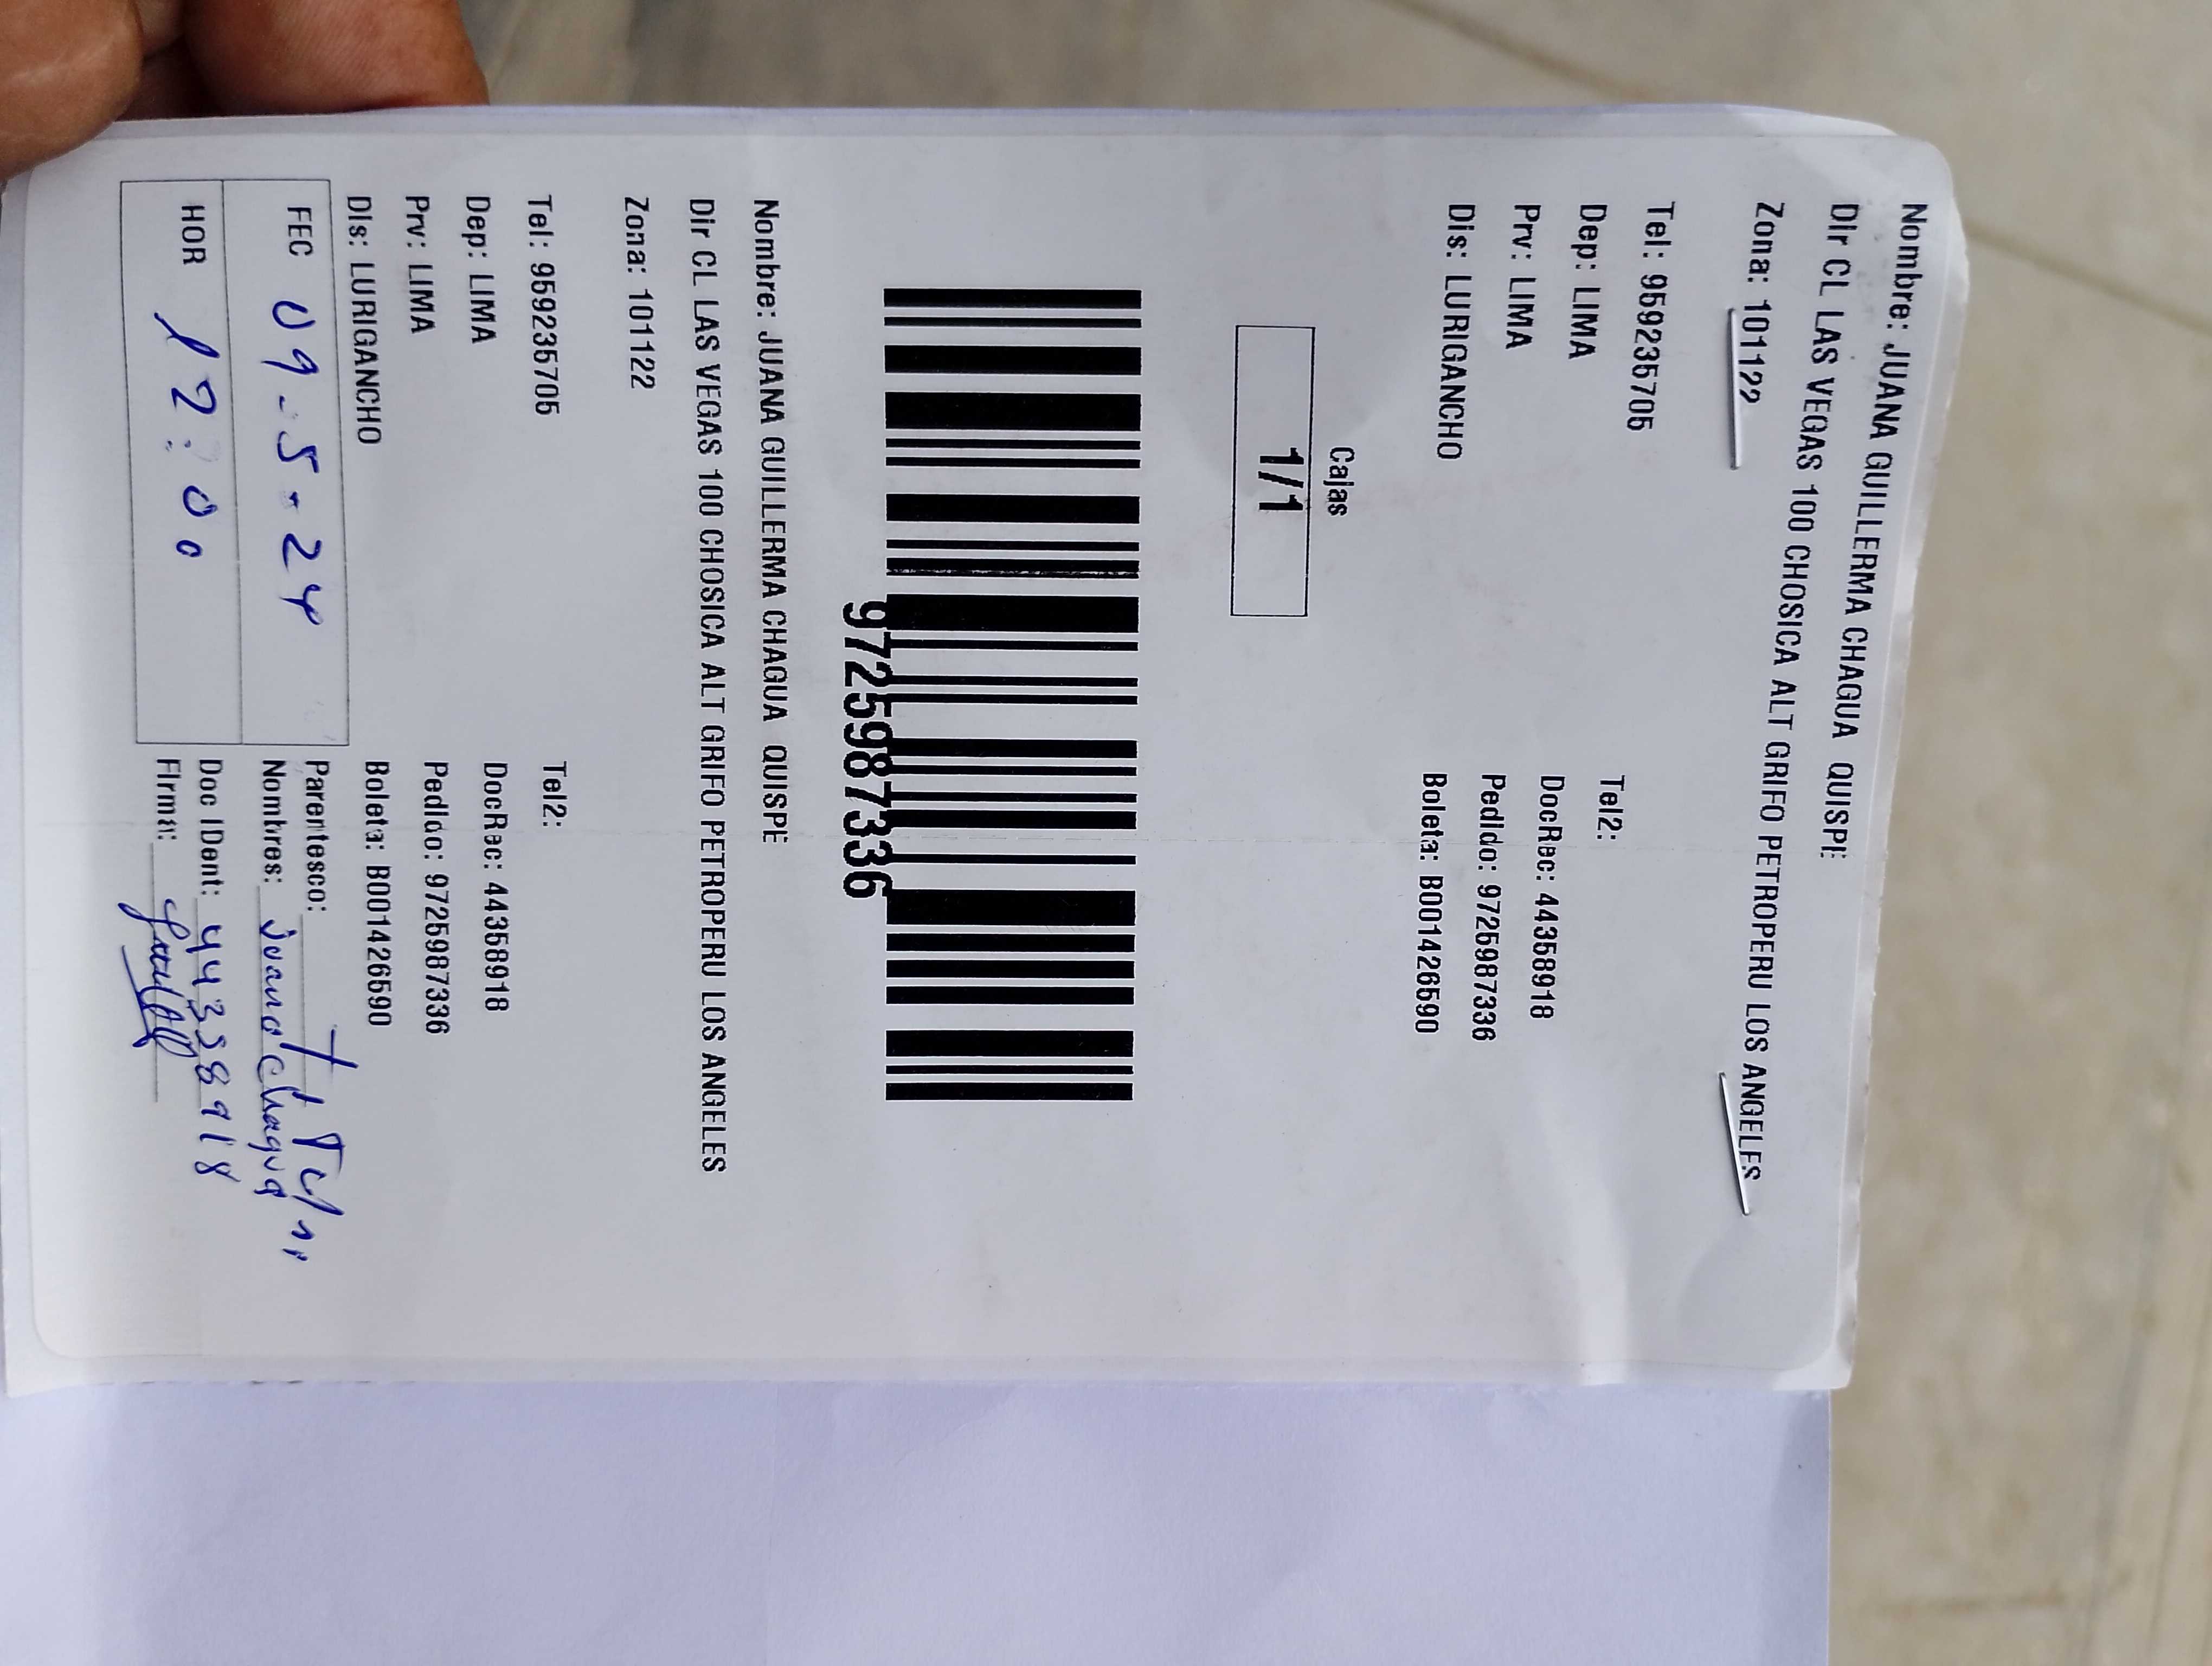 Nombre: JUANA GUILLERMA CHAGUA QUISPE
Dir CL LAS VEGAS 100 CHOSICA ALT GRIFO PETROPERU LOS ANGELES
Zona: 101122
Tel: 959235705 Tel2:
Dep: LIMA DocRec: 44358918
Prv: LIMA Pedido: 9725987336
Dis: LURIGANCHO Boleta: B001426590
Cajas
1/1
9725987336
Nombre: JUANA GUILLERMA CHAGUA QUISPE
Dir CL LAS VEGAS 100 CHOSICA ALT GRIFO PETROPERU LOS ANGELES
Zona: 101122
Tel: 959235705 Tel2:
Dep: LIMA DocRec: 44358918
Prv: LIMA Pedido: 9725987336
Dis: LURIGANCHO Boleta: B001426590
FEC 09-5-24 Parentesco:
Nombres: Juana Chagua
HOR 12:00 Doc IDent: 44358918
Firma: